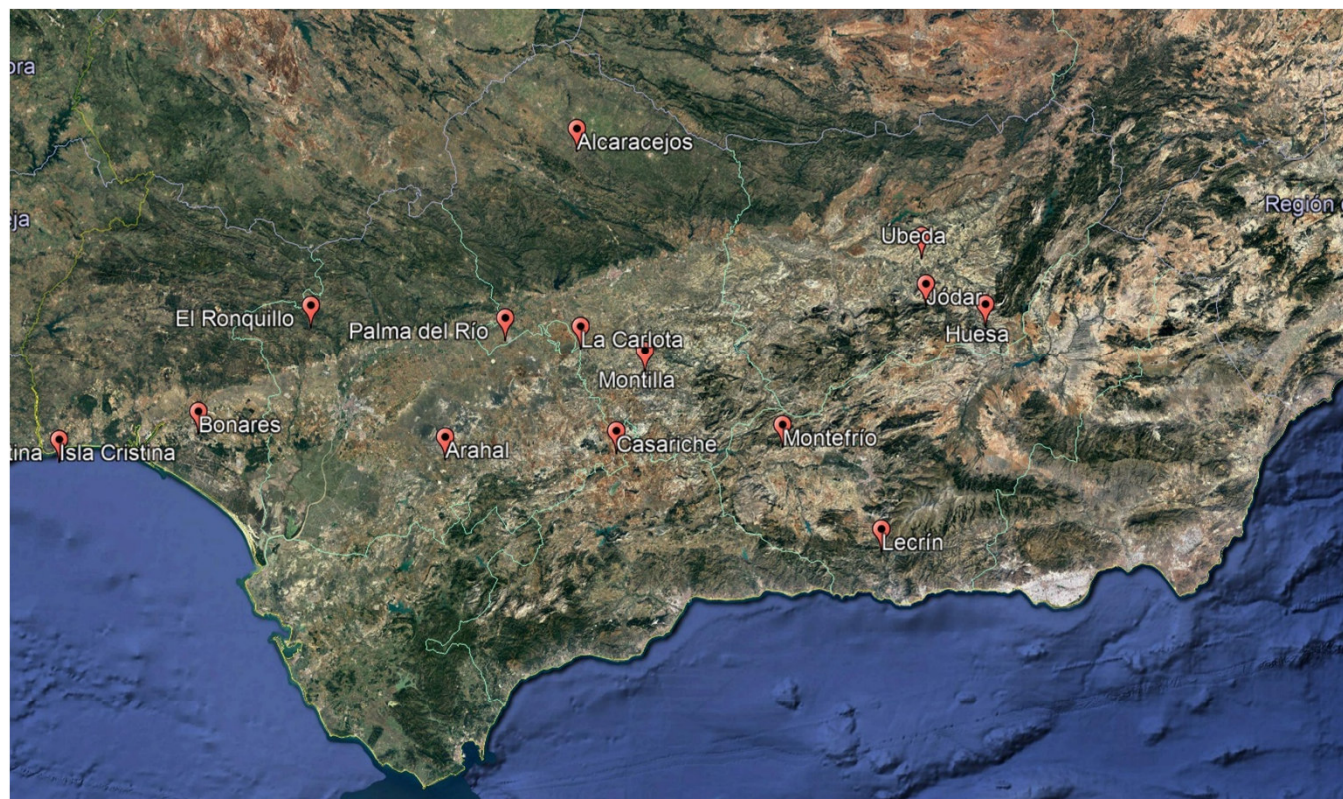 ora
Alcaracejos
eja
Región
Úbeda
Jódar
El Ronquillo
Palma del Río
La Carlota
Huesa
Montilla
Bonares
Casariche
Montefrío
Arahal
tina Isla Cristina
Lecrín